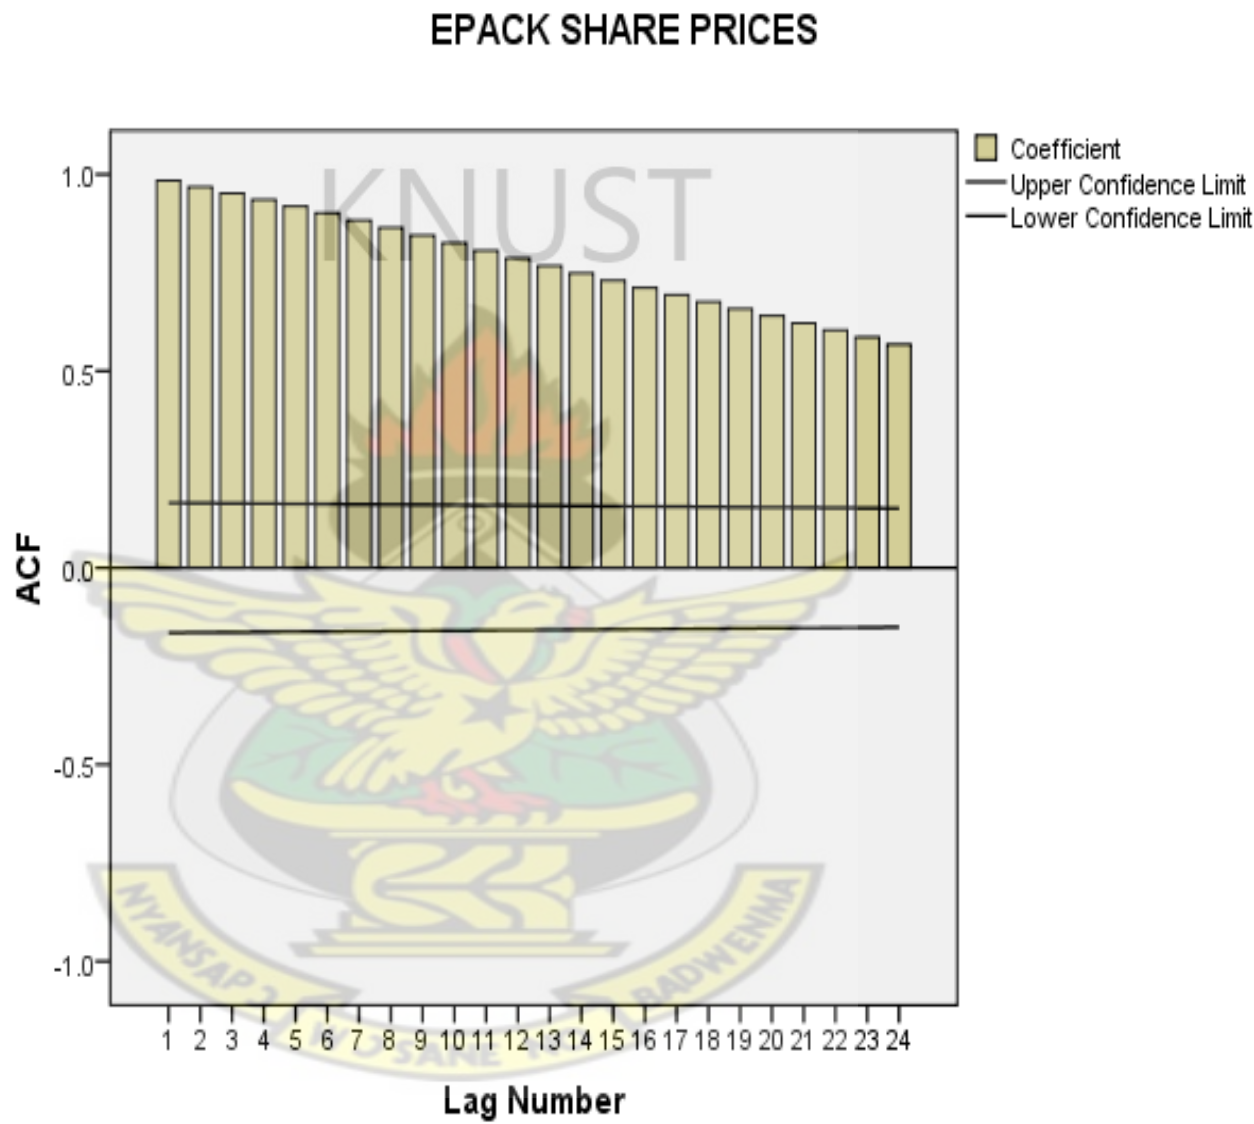 EPACK SHARE PRICES
KNUST
Coefficient
Upper Confidence Limit
Lower Confidence Limit
1.0
0.5
0.0
-0.5
-1.0
ACF
NYANSAPƆ
BADWENMA
WƆSANE
1 2 3 4 5 6 7 8 9 10 11 12 13 14 15 16 17 18 19 20 21 22 23 24
Lag Number